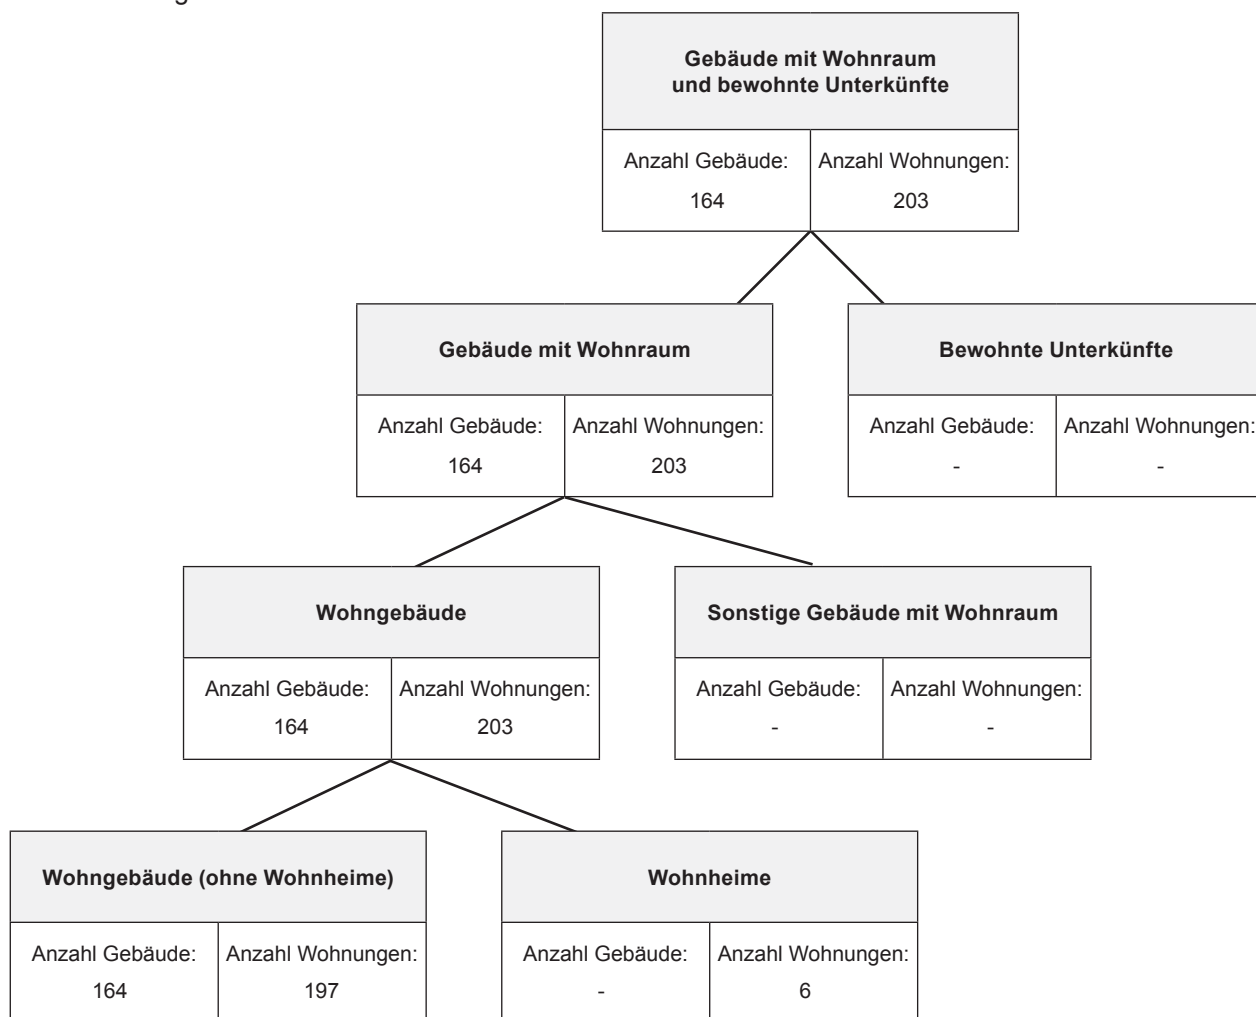 Gebäude mit Wohnraum
und bewohnte Unterkünfte
Anzahl Gebäude: Anzahl Wohnungen:
164 203
Gebäude mit Wohnraum
Anzahl Gebäude: Anzahl Wohnungen:
164 203
Bewohnte Unterkünfte
Anzahl Gebäude: Anzahl Wohnungen:
- -
Wohngebäude
Anzahl Gebäude: Anzahl Wohnungen:
164 203
Sonstige Gebäude mit Wohnraum
Anzahl Gebäude: Anzahl Wohnungen:
- -
Wohngebäude (ohne Wohnheime)
Anzahl Gebäude: Anzahl Wohnungen:
164 197
Wohnheime
Anzahl Gebäude: Anzahl Wohnungen:
- 6